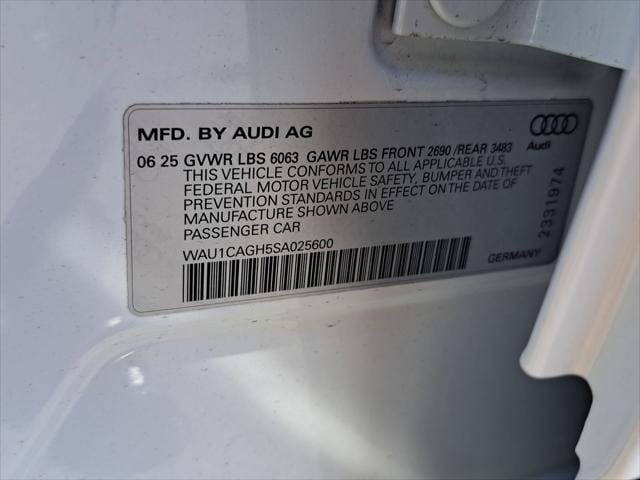 MFD. BY AUDI AG
Audi
06 25 GVWR LBS 6063 GAWR LBS FRONT 2690 /REAR 3483
THIS VEHICLE CONFORMS TO ALL APPLICABLE U.S.
FEDERAL MOTOR VEHICLE SAFETY, BUMPER AND THEFT
PREVENTION STANDARDS IN EFFECT ON THE DATE OF
MANUFACTURE SHOWN ABOVE
PASSENGER CAR
WAU1CAGH5SA025600
2331974
GERMANY